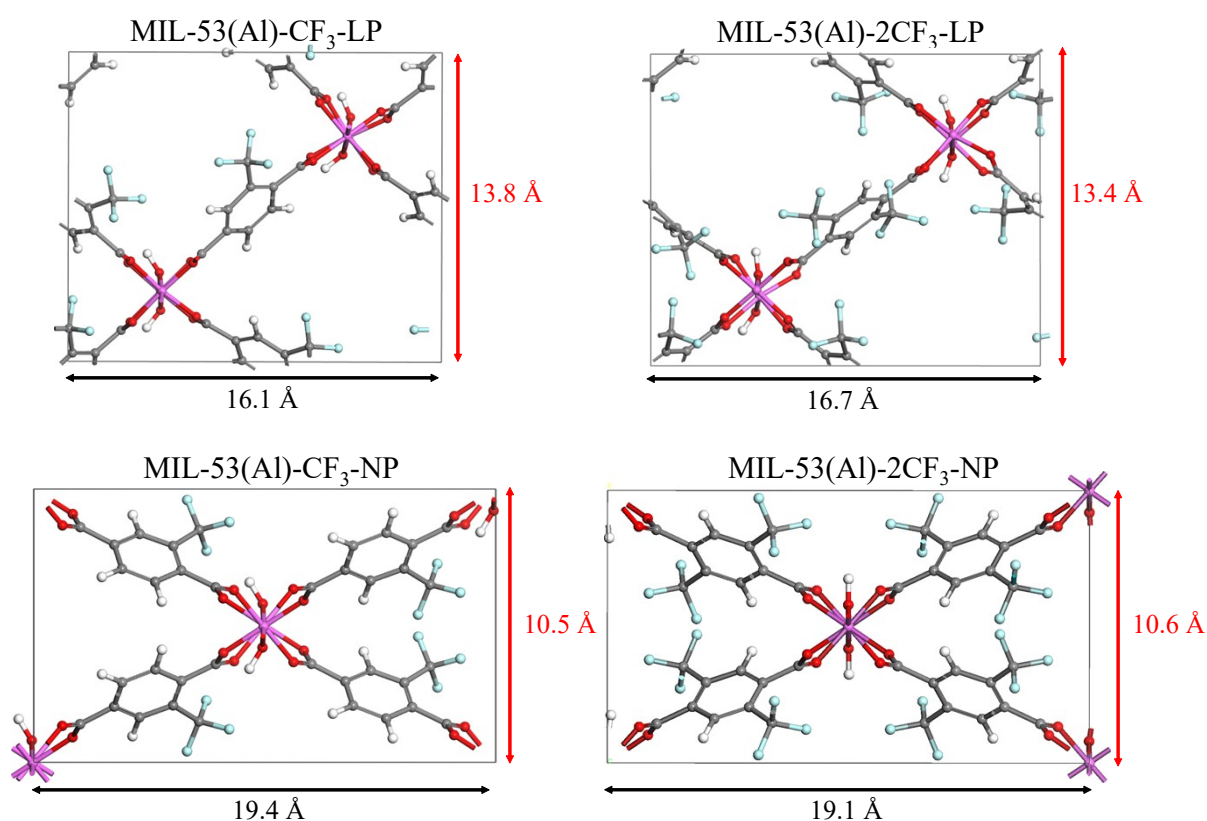 MIL-53(Al)-CF₃-LP
MIL-53(Al)-2CF₃-LP
13.8 Å
13.4 Å
16.1 Å
16.7 Å
MIL-53(Al)-CF₃-NP
MIL-53(Al)-2CF₃-NP
10.5 Å
10.6 Å
19.4 Å
19.1 Å